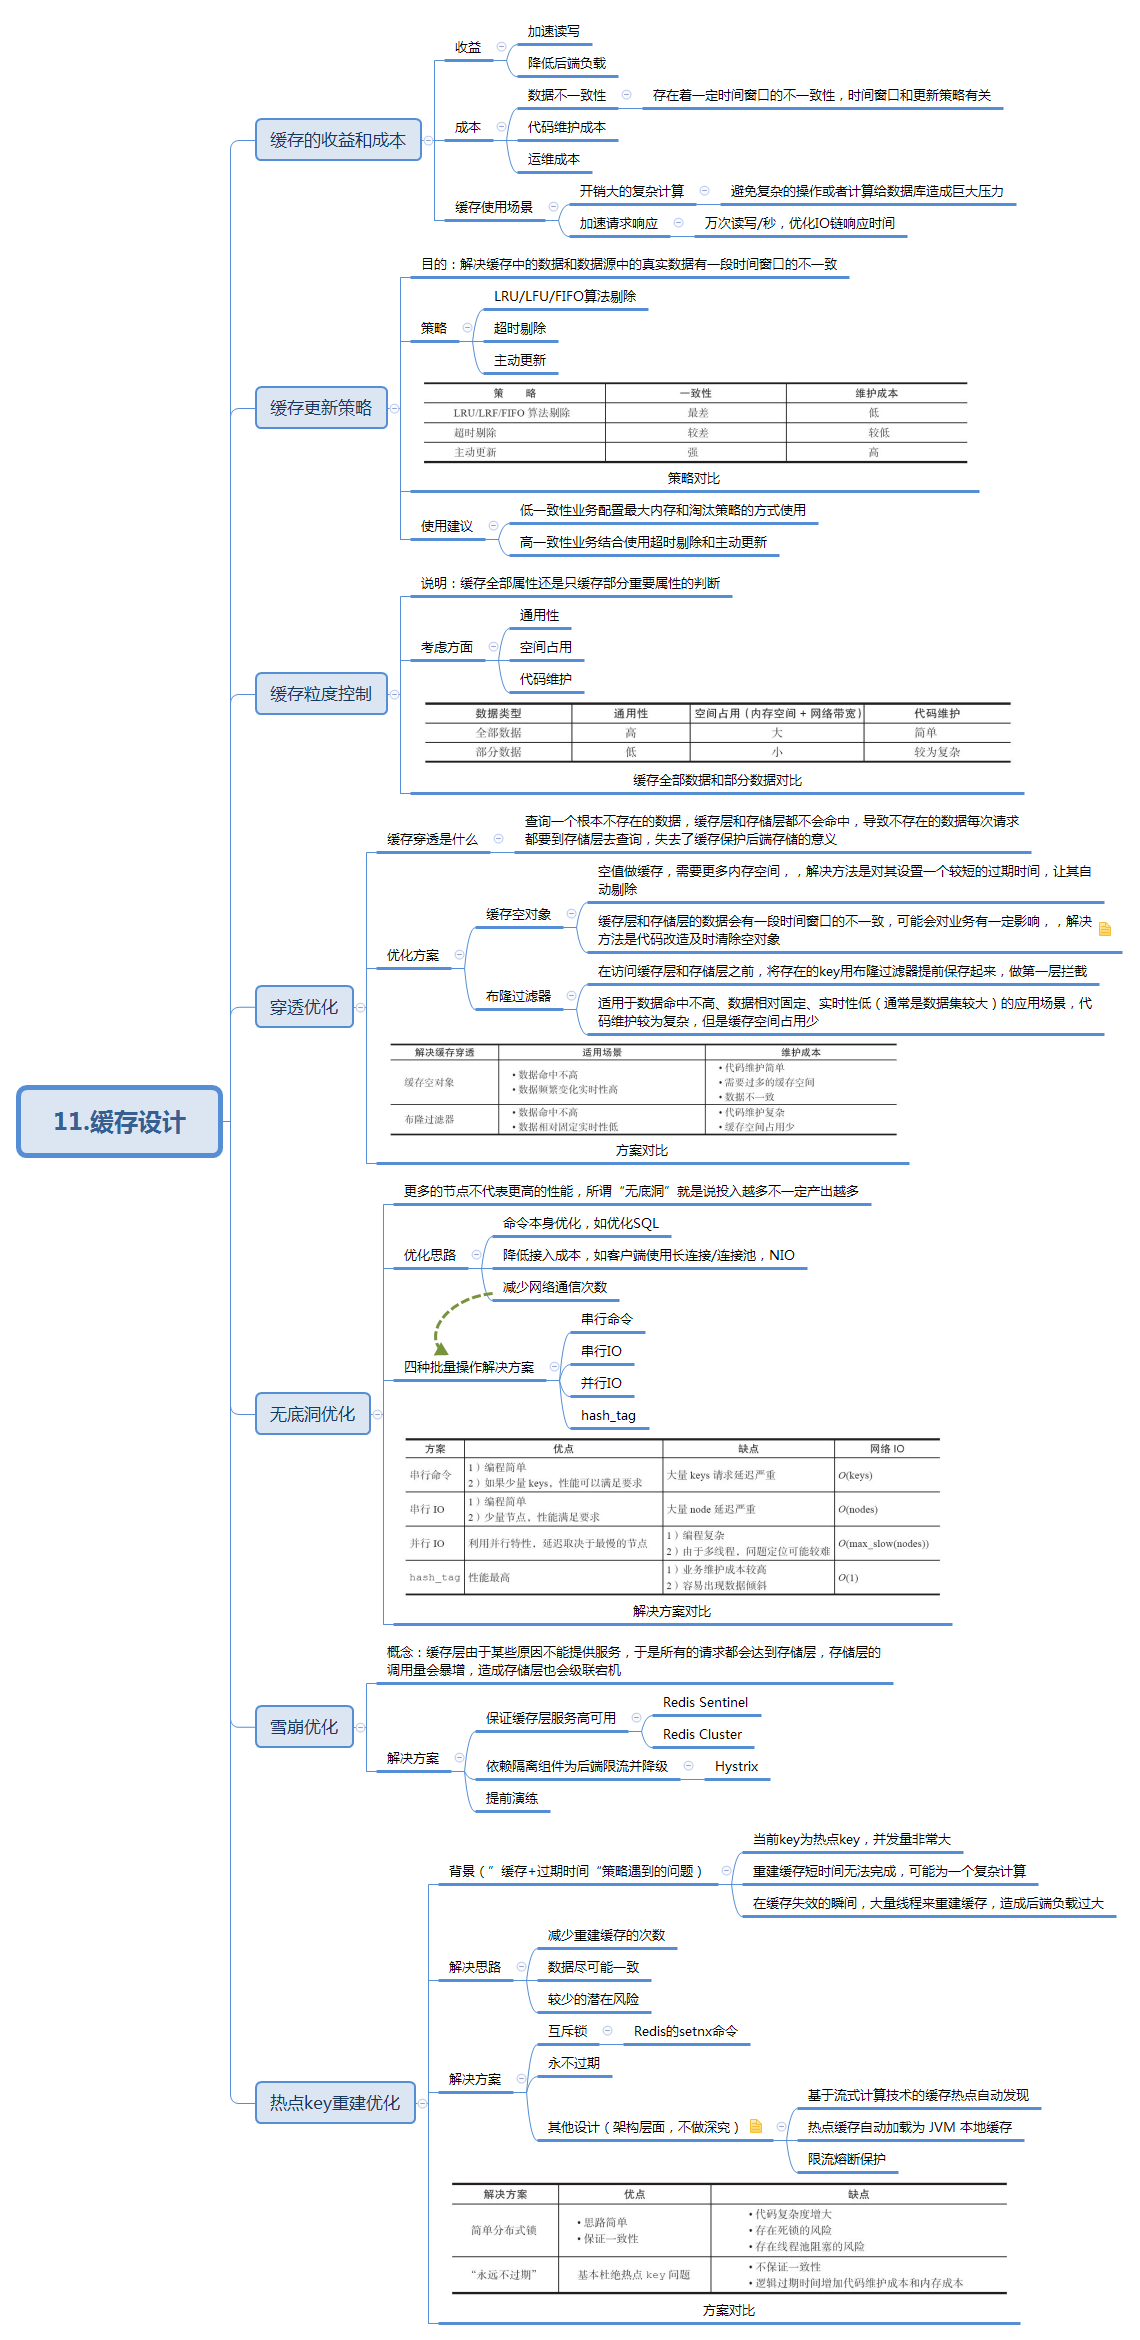 11.缓存设计
缓存的收益和成本
收益
加速读写
降低后端负载
成本
数据不一致性
存在着一定时间窗口的不一致性，时间窗口和更新策略有关
代码维护成本
运维成本
缓存使用场景
开销大的复杂计算
避免复杂的操作或者计算给数据库造成巨大压力
加速请求响应
万次读写/秒，优化IO链响应时间
缓存更新策略
目的：解决缓存中的数据和数据源中的真实数据有一段时间窗口的不一致
策略
LRU/LFU/FIFO算法剔除
超时剔除
主动更新
策 略 一致性 维护成本
LRU/LRF/FIFO 算法剔除 最差 低
超时剔除 较差 较低
主动更新 强 高
策略对比
使用建议
低一致性业务配置最大内存和淘汰策略的方式使用
高一致性业务结合使用超时剔除和主动更新
缓存粒度控制
说明：缓存全部属性还是只缓存部分重要属性的判断
考虑方面
通用性
空间占用
代码维护
数据类型 通用性 空间占用（内存空间 + 网络带宽） 代码维护
全部数据 高 大 简单
部分数据 低 小 较为复杂
缓存全部数据和部分数据对比
穿透优化
缓存穿透是什么
查询一个根本不存在的数据，缓存层和存储层都不会命中，导致不存在的数据每次请求
都要到存储层去查询，失去了缓存保护后端存储的意义
优化方案
缓存空对象
空值做缓存，需要更多内存空间，，解决方法是对其设置一个较短的过期时间，让其自
动剔除
缓存层和存储层的数据会有一段时间窗口的不一致，可能会对业务有一定影响，，解决
方法是代码改造及时清除空对象
布隆过滤器
在访问缓存层和存储层之前，将存在的key用布隆过滤器提前保存起来，做第一层拦截
适用于数据命中不高、数据相对固定、实时性低（通常是数据集较大）的应用场景，代
码维护较为复杂，但是缓存空间占用少
解决缓存穿透 适用场景 维护成本
缓存空对象
• 数据命中不高
• 数据频繁变化实时性高
• 代码维护简单
• 需要过多的缓存空间
• 数据不一致
布隆过滤器
• 数据命中不高
• 数据相对固定实时性低
• 代码维护复杂
• 缓存空间占用少
方案对比
无底洞优化
更多的节点不代表更高的性能，所谓“无底洞”就是说投入越多不一定产出越多
优化思路
命令本身优化，如优化SQL
降低接入成本，如客户端使用长连接/连接池，NIO
减少网络通信次数
四种批量操作解决方案
串行命令
串行IO
并行IO
hash_tag
方案 优点 缺点 网络 IO
串行命令
1）编程简单
2）如果少量 keys，性能可以满足要求
大量 keys 请求延迟严重
O(keys)
串行 IO
1）编程简单
2）少量节点，性能满足要求
大量 node 延迟严重
O(nodes)
并行 IO
利用并行特性，延迟取决于最慢的节点
1）编程复杂
2）由于多线程，问题定位可能较难
O(max_slow(nodes))
hash_tag
性能最高
1）业务维护成本较高
2）容易出现数据倾斜
O(1)
解决方案对比
雪崩优化
概念：缓存层由于某些原因不能提供服务，于是所有的请求都会达到存储层，存储层的
调用量会暴增，造成存储层也会级联宕机
解决方案
保证缓存层服务高可用
Redis Sentinel
Redis Cluster
依赖隔离组件为后端限流并降级
Hystrix
提前演练
热点key重建优化
背景（”缓存+过期时间“策略遇到的问题）
当前key为热点key，并发量非常大
重建缓存短时间无法完成，可能为一个复杂计算
在缓存失效的瞬间，大量线程来重建缓存，造成后端负载过大
解决思路
减少重建缓存的次数
数据尽可能一致
较少的潜在风险
解决方案
互斥锁
Redis的setnx命令
永不过期
其他设计（架构层面，不做深究）
基于流式计算技术的缓存热点自动发现
热点缓存自动加载为 JVM 本地缓存
限流熔断保护
解决方案 优点 缺点
简单分布式锁
• 思路简单
• 保证一致性
• 代码复杂度增大
• 存在死锁的风险
• 存在线程池阻塞的风险
“永远不过期”
基本杜绝热点 key 问题
• 不保证一致性
• 逻辑过期时间增加代码维护成本和内存成本
方案对比